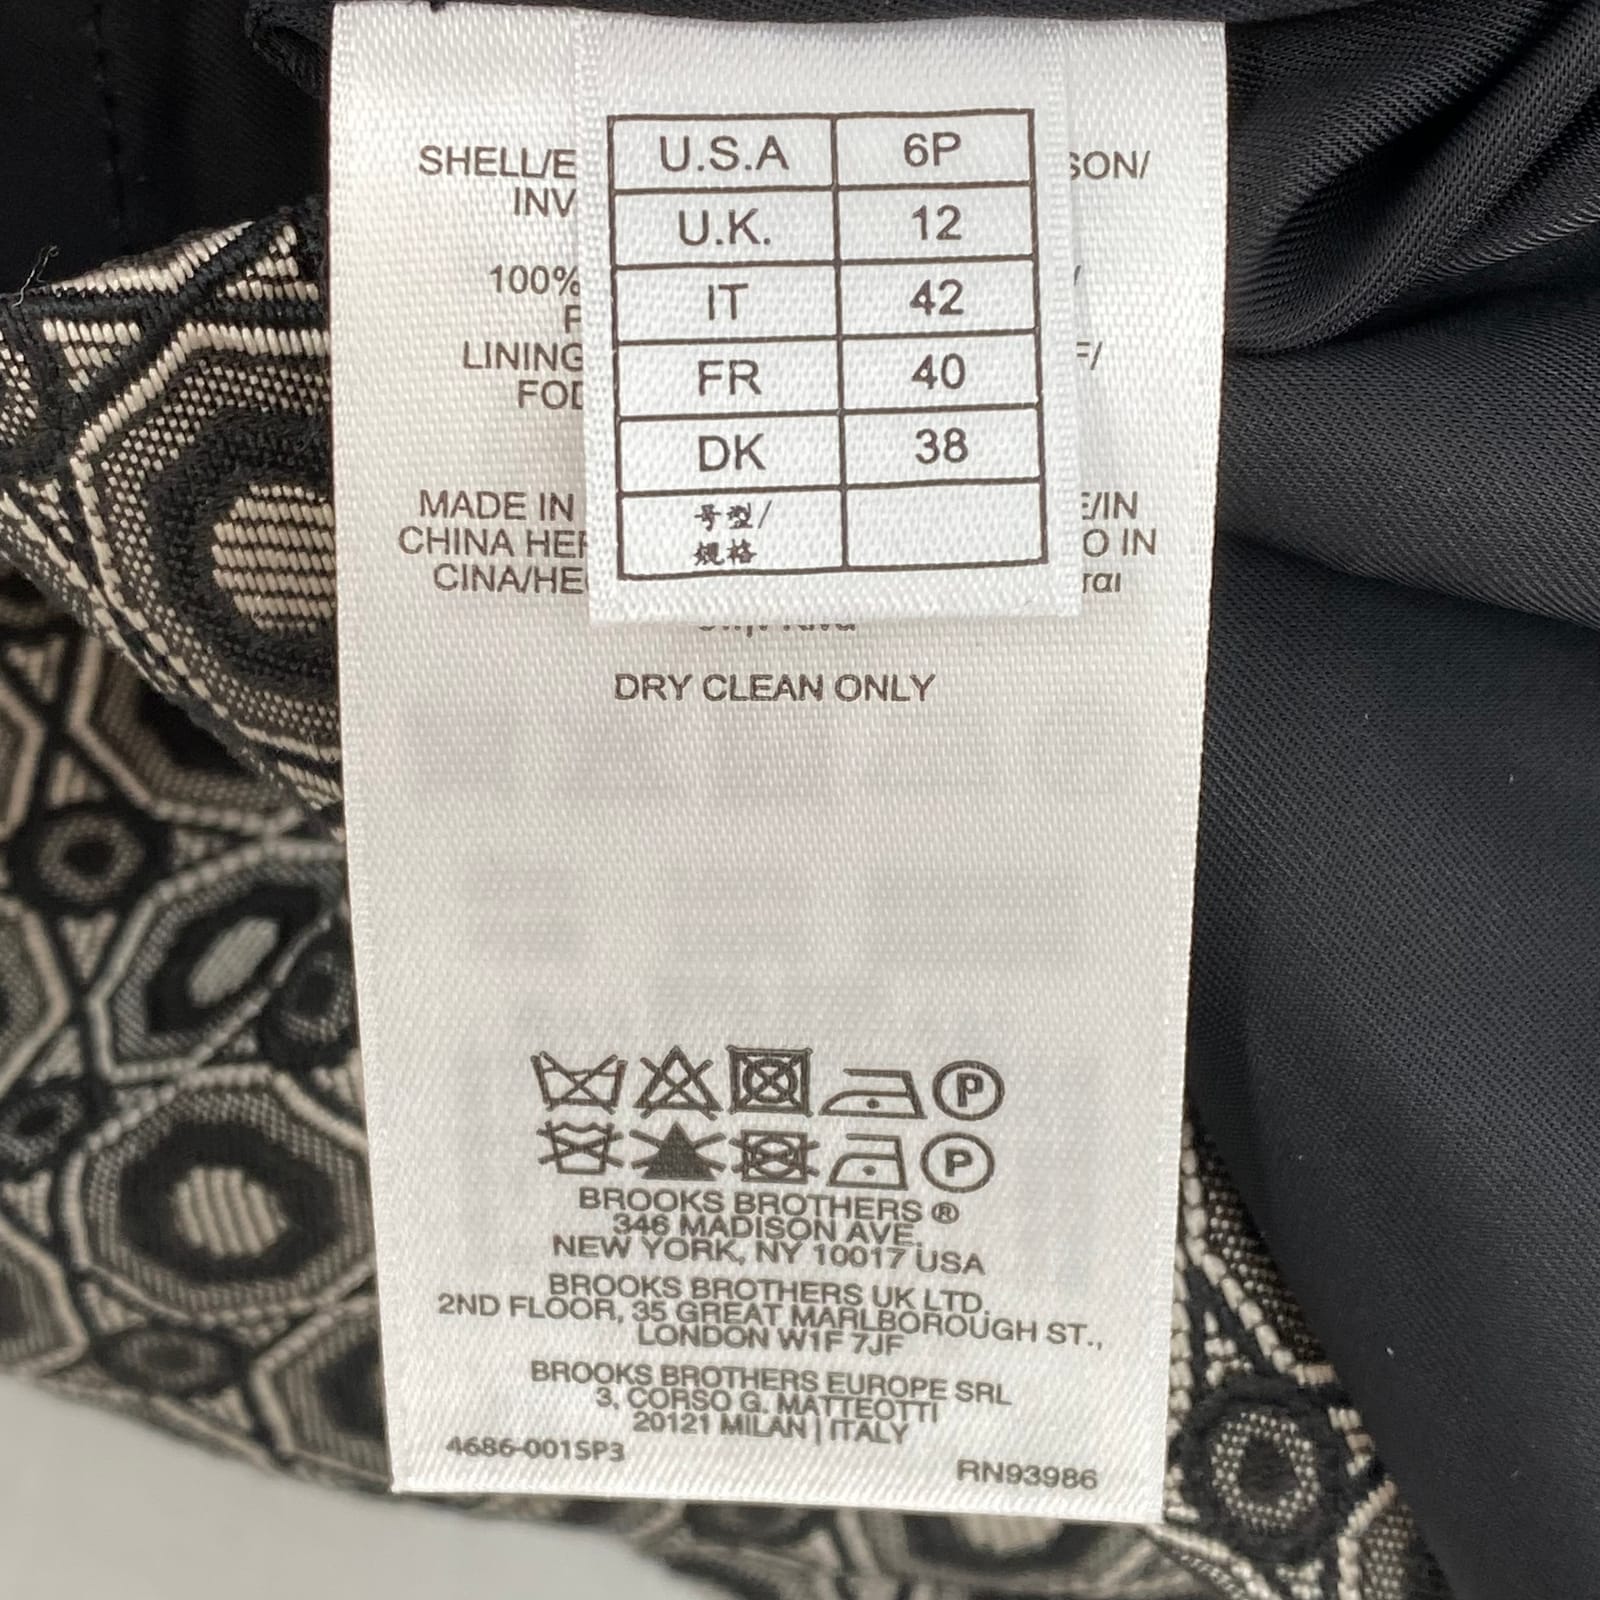 U.S.A 6P
U.K. 12
IT 42
FR 40
DK 38
号型/
规格
SHELL/E SON/
INV
100% /
F
LINING F/
FOD
MADE IN E/IN
CHINA HER O IN
CINA/HE ται
DRY CLEAN ONLY
P
P
BROOKS BROTHERS ®
346 MADISON AVE.
NEW YORK, NY 10017 USA
BROOKS BROTHERS UK LTD.
2ND FLOOR, 35 GREAT MARLBOROUGH ST.,
LONDON W1F 7JF
BROOKS BROTHERS EUROPE SRL
3, CORSO G. MATTEOTTI
20121 MILAN | ITALY
4686-001SP3 RN93986